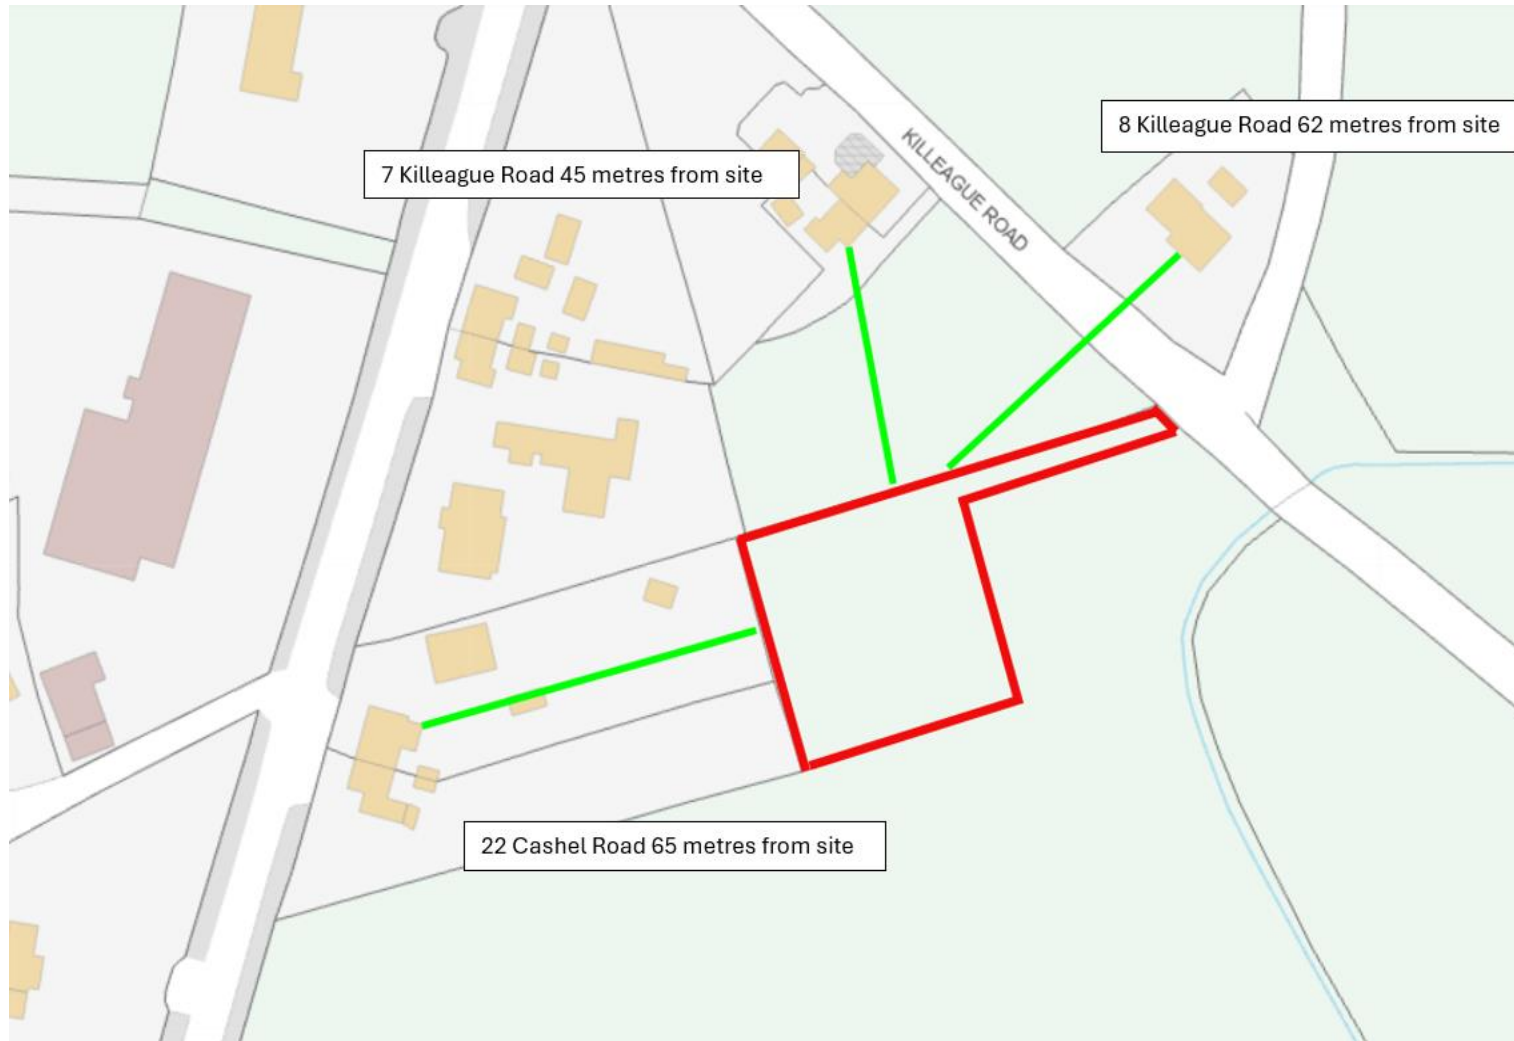 8 Killeague Road 62 metres from site
7 Killeague Road 45 metres from site
KILLEAGUE ROAD
22 Cashel Road 65 metres from site